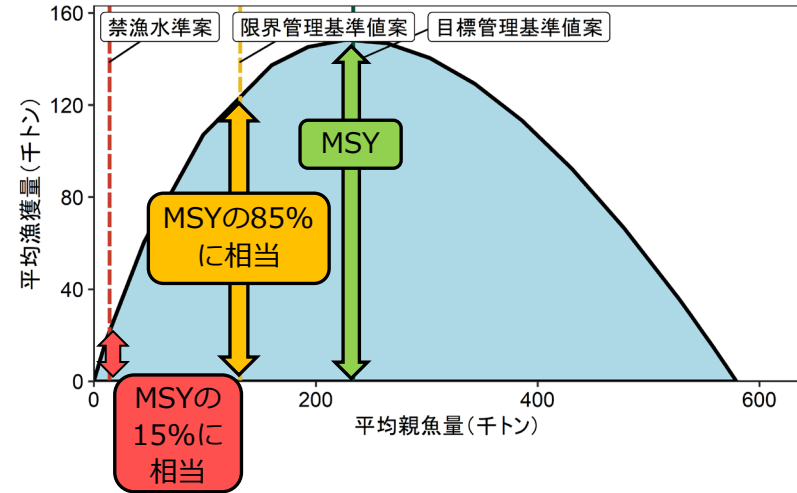 160
禁漁水準案
限界管理基準値案
目標管理基準値案
120
MSY
平均漁獲量(千トン)
80
MSYの85%
に相当
40
0
0
200
400
600
MSYの
15%に
相当
平均親魚量(千トン)